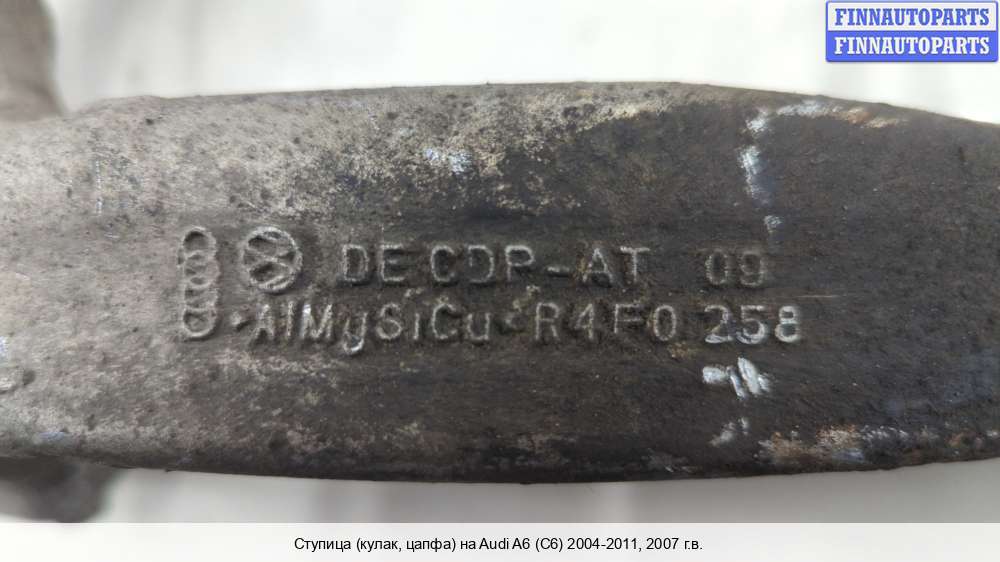 FINNAUTOPARTS
FINNAUTOPARTS
DE CDP-AT 09
AlMgSiCu R4F0 258
Ступица (кулак, цапфа) на Audi A6 (C6) 2004-2011, 2007 г.в.